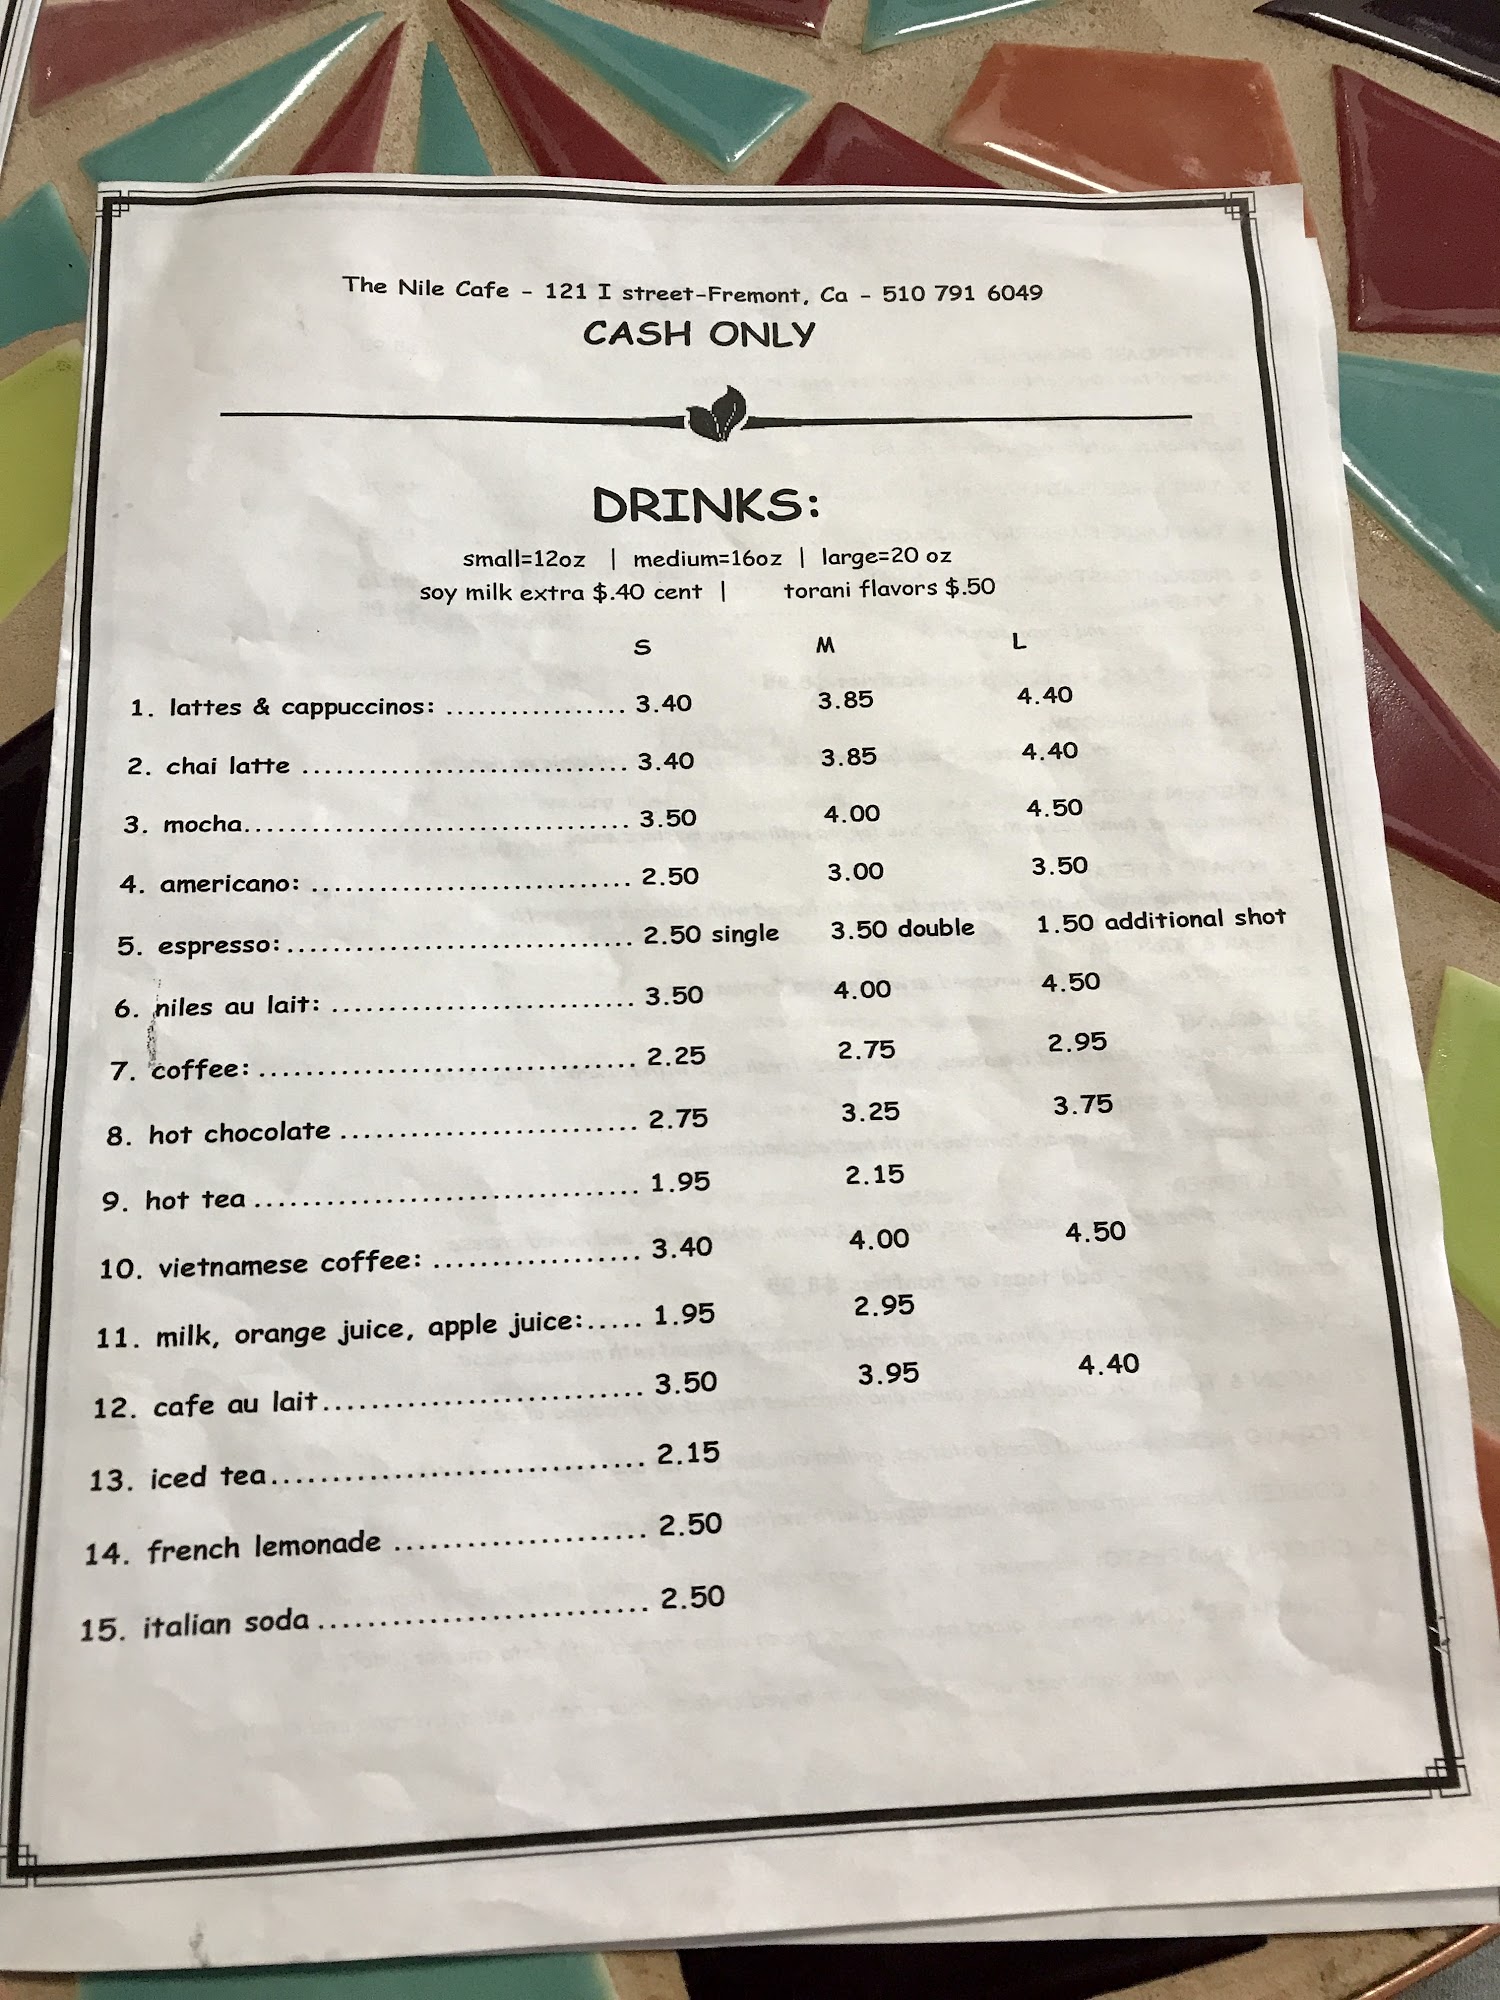 The Nile Cafe - 121 I street-Fremont, Ca - 510 791 6049
CASH ONLY
DRINKS:
small=12oz | medium=16oz | large=20 oz
soy milk extra $.40 cent | torani flavors $.50
S M L
1. lattes & cappuccinos: ................ 3.40 3.85 4.40
2. chai latte ............................. 3.40 3.85 4.40
3. mocha.................................. 3.50 4.00 4.50
4. americano: ............................ 2.50 3.00 3.50
5. espresso:............................... 2.50 single 3.50 double 1.50 additional shot
6. niles au lait: ........................... 3.50 4.00 4.50
7. coffee: .................................. 2.25 2.75 2.95
8. hot chocolate ........................... 2.75 3.25 3.75
9. hot tea .................................. 1.95 2.15
10. vietnamese coffee: ................... 3.40 4.00 4.50
11. milk, orange juice, apple juice:..... 1.95 2.95
12. cafe au lait............................. 3.50 3.95 4.40
13. iced tea................................. 2.15
14. french lemonade ....................... 2.50
15. italian soda ............................. 2.50